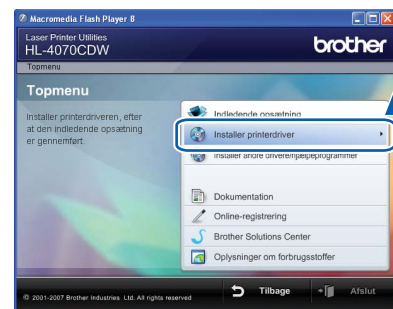 Macromedia Flash Player 8
Laser Printer Utilities
HL-4070CDW
brother
Topmenu
Topmenu
Installer printerdriveren, efter
at den indledende opsætning
er gennemført.
Indledende opsætning
Installer printerdriver
Installer andre drivere/hjælpeprogrammer
Dokumentation
Online-registrering
Brother Solutions Center
Oplysninger om forbrugsstoffer
© 2001-2007 Brother Industries Ltd. All rights reserved
Tilbage
Afslut